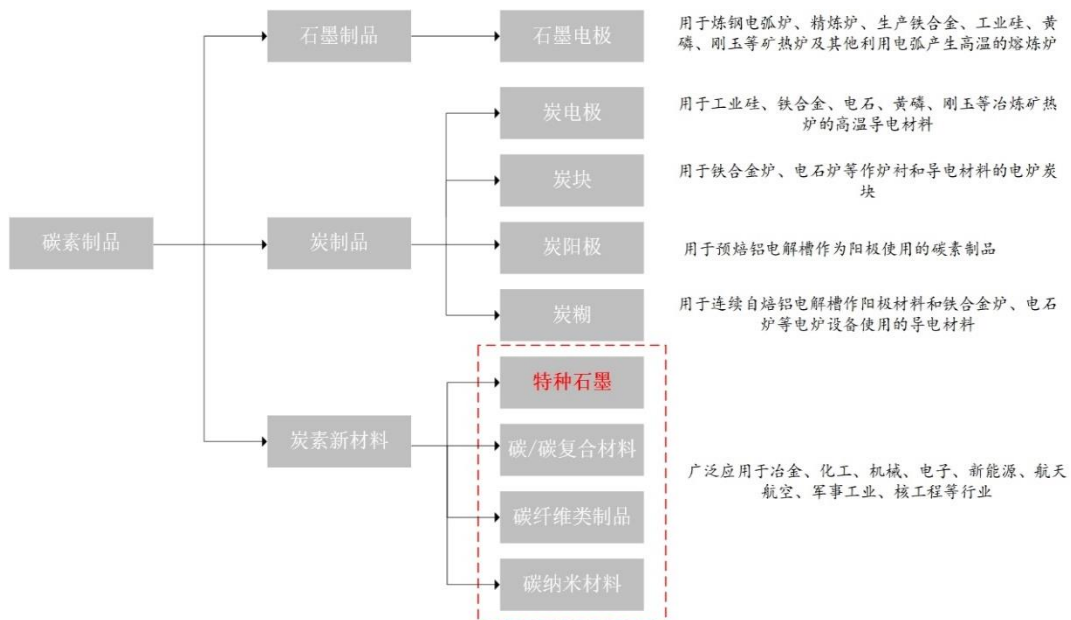 石墨制品
石墨电极
用于炼钢电弧炉、精炼炉、生产铁合金、工业硅、黄
磷、刚玉等矿热炉及其他利用电弧产生高温的熔炼炉
炭电极
用于工业硅、铁合金、电石、黄磷、刚玉等冶炼矿热
炉的高温导电材料
炭块
用于铁合金炉、电石炉等作炉衬和导电材料的电炉炭
块
碳素制品
炭制品
炭阳极
用于预焙铝电解槽作为阳极使用的碳素制品
炭糊
用于连续自焙铝电解槽作阳极材料和铁合金炉、电石
炉等电炉设备使用的导电材料
特种石墨
炭素新材料
碳/碳复合材料
广泛应用于冶金、化工、机械、电子、新能源、航天
航空、军事工业、核工程等行业
碳纤维类制品
碳纳米材料